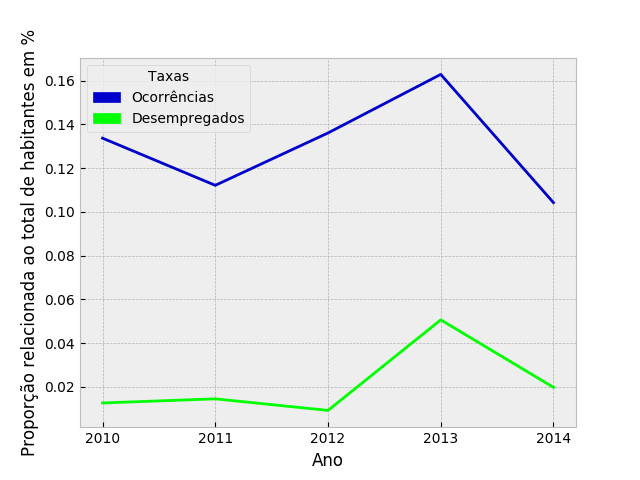 Proporção relacionada ao total de habitantes em %
0.16
0.14
0.12
0.10
0.08
0.06
0.04
0.02
Taxas
Ocorrências
Desempregados
2010 2011 2012 2013 2014
Ano